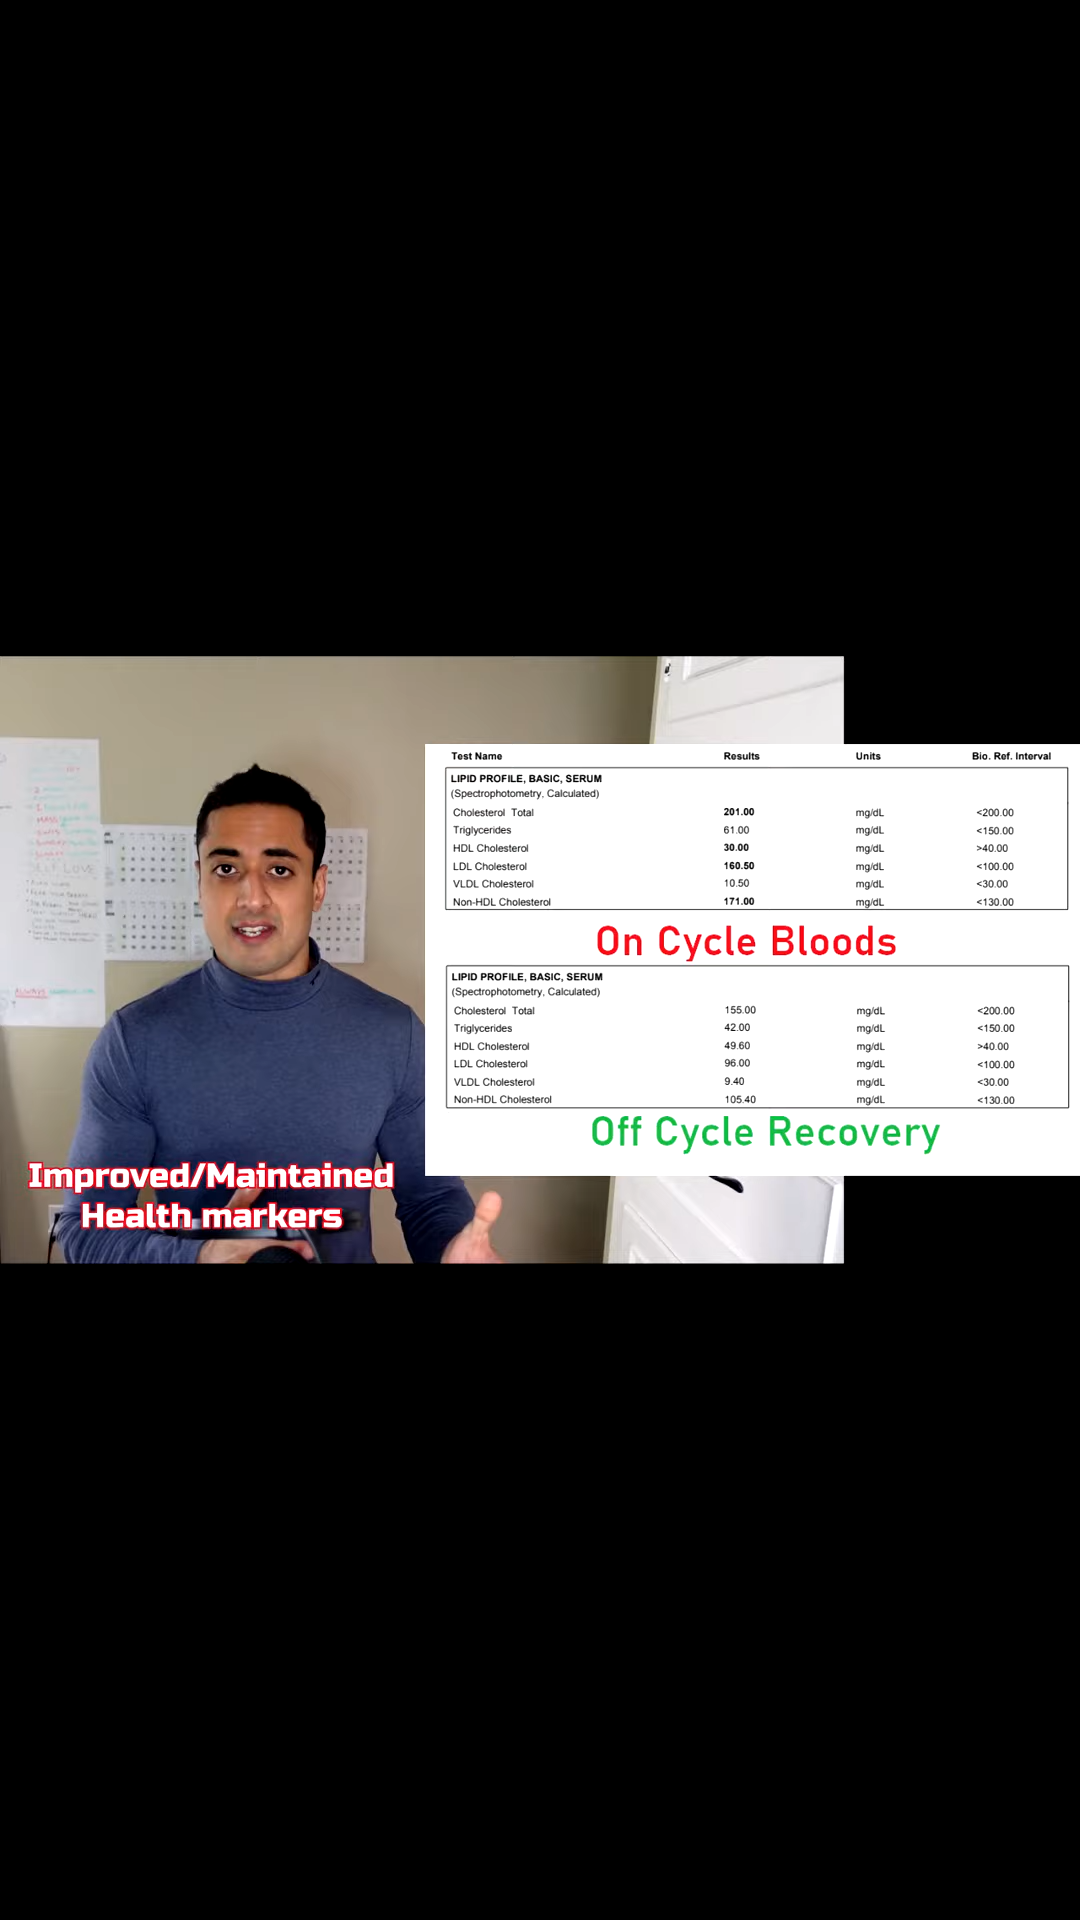 Test Name Results Units Bio. Ref. Interval
LIPID PROFILE, BASIC, SERUM
(Spectrophotometry, Calculated)
Cholesterol Total 201.00 mg/dL <200.00
Triglycerides 61.00 mg/dL <150.00
HDL Cholesterol 30.00 mg/dL >40.00
LDL Cholesterol 160.50 mg/dL <100.00
VLDL Cholesterol 10.50 mg/dL <30.00
Non-HDL Cholesterol 171.00 mg/dL <130.00
On Cycle Bloods
LIPID PROFILE, BASIC, SERUM
(Spectrophotometry, Calculated)
Cholesterol Total 155.00 mg/dL <200.00
Triglycerides 42.00 mg/dL <150.00
HDL Cholesterol 49.60 mg/dL >40.00
LDL Cholesterol 96.00 mg/dL <100.00
VLDL Cholesterol 9.40 mg/dL <30.00
Non-HDL Cholesterol 105.40 mg/dL <130.00
Off Cycle Recovery
SELF LOVE
ALWAYS
Improved/Maintained
Health markers